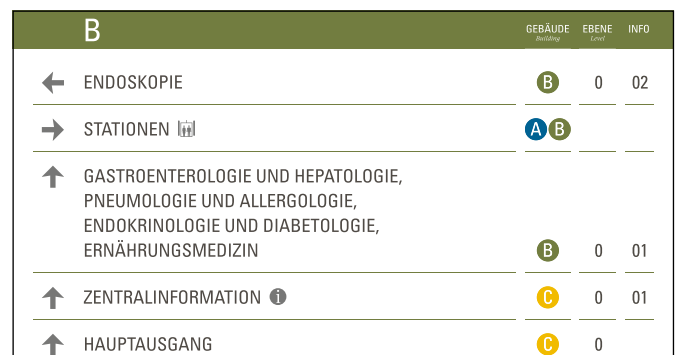 B GEBÄUDE EBENE INFO
Building Level
ENDOSKOPIE B 0 02
STATIONEN A B
GASTROENTEROLOGIE UND HEPATOLOGIE,
PNEUMOLOGIE UND ALLERGOLOGIE,
ENDOKRINOLOGIE UND DIABETOLOGIE,
ERNÄHRUNGSMEDIZIN B 0 01
ZENTRALINFORMATION i C 0 01
HAUPTAUSGANG C 0